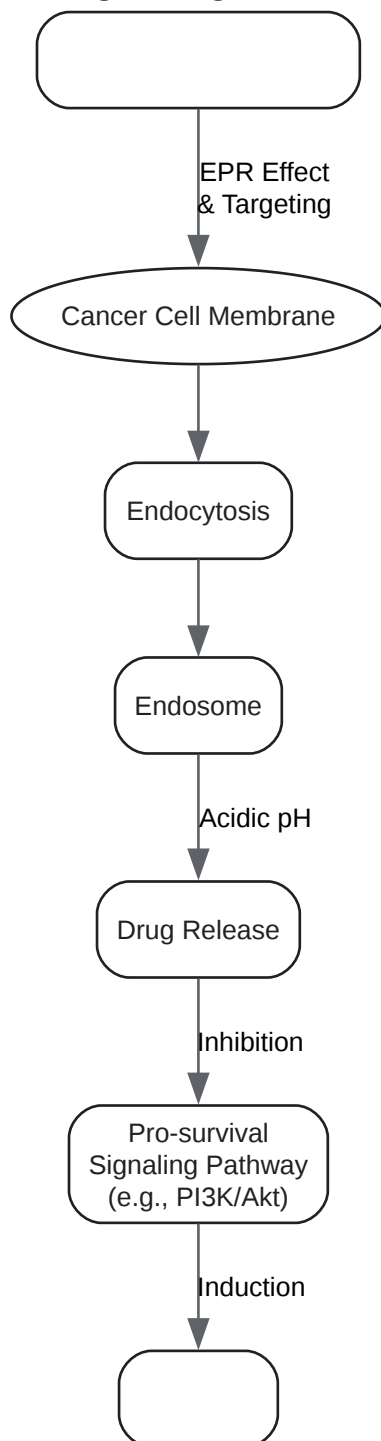 EPR Effect
& Targeting
Cancer Cell Membrane
Endocytosis
Endosome
Acidic pH
Drug Release
Inhibition
Pro-survival
Signaling Pathway
(e.g., PI3K/Akt)
Induction